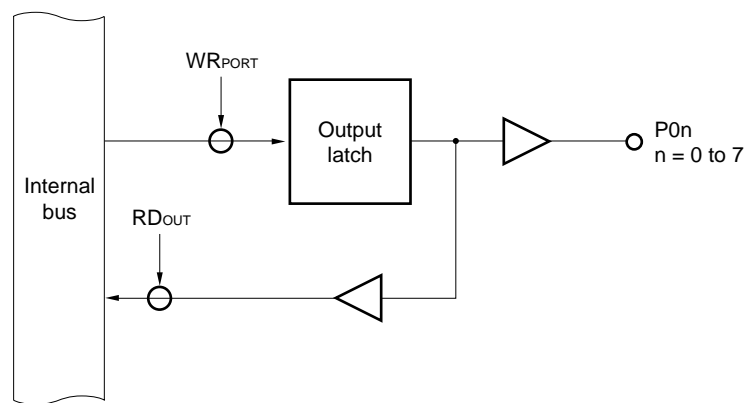 WRPORT
Output
latch
P0n
n = 0 to 7
Internal
bus
RDOUT